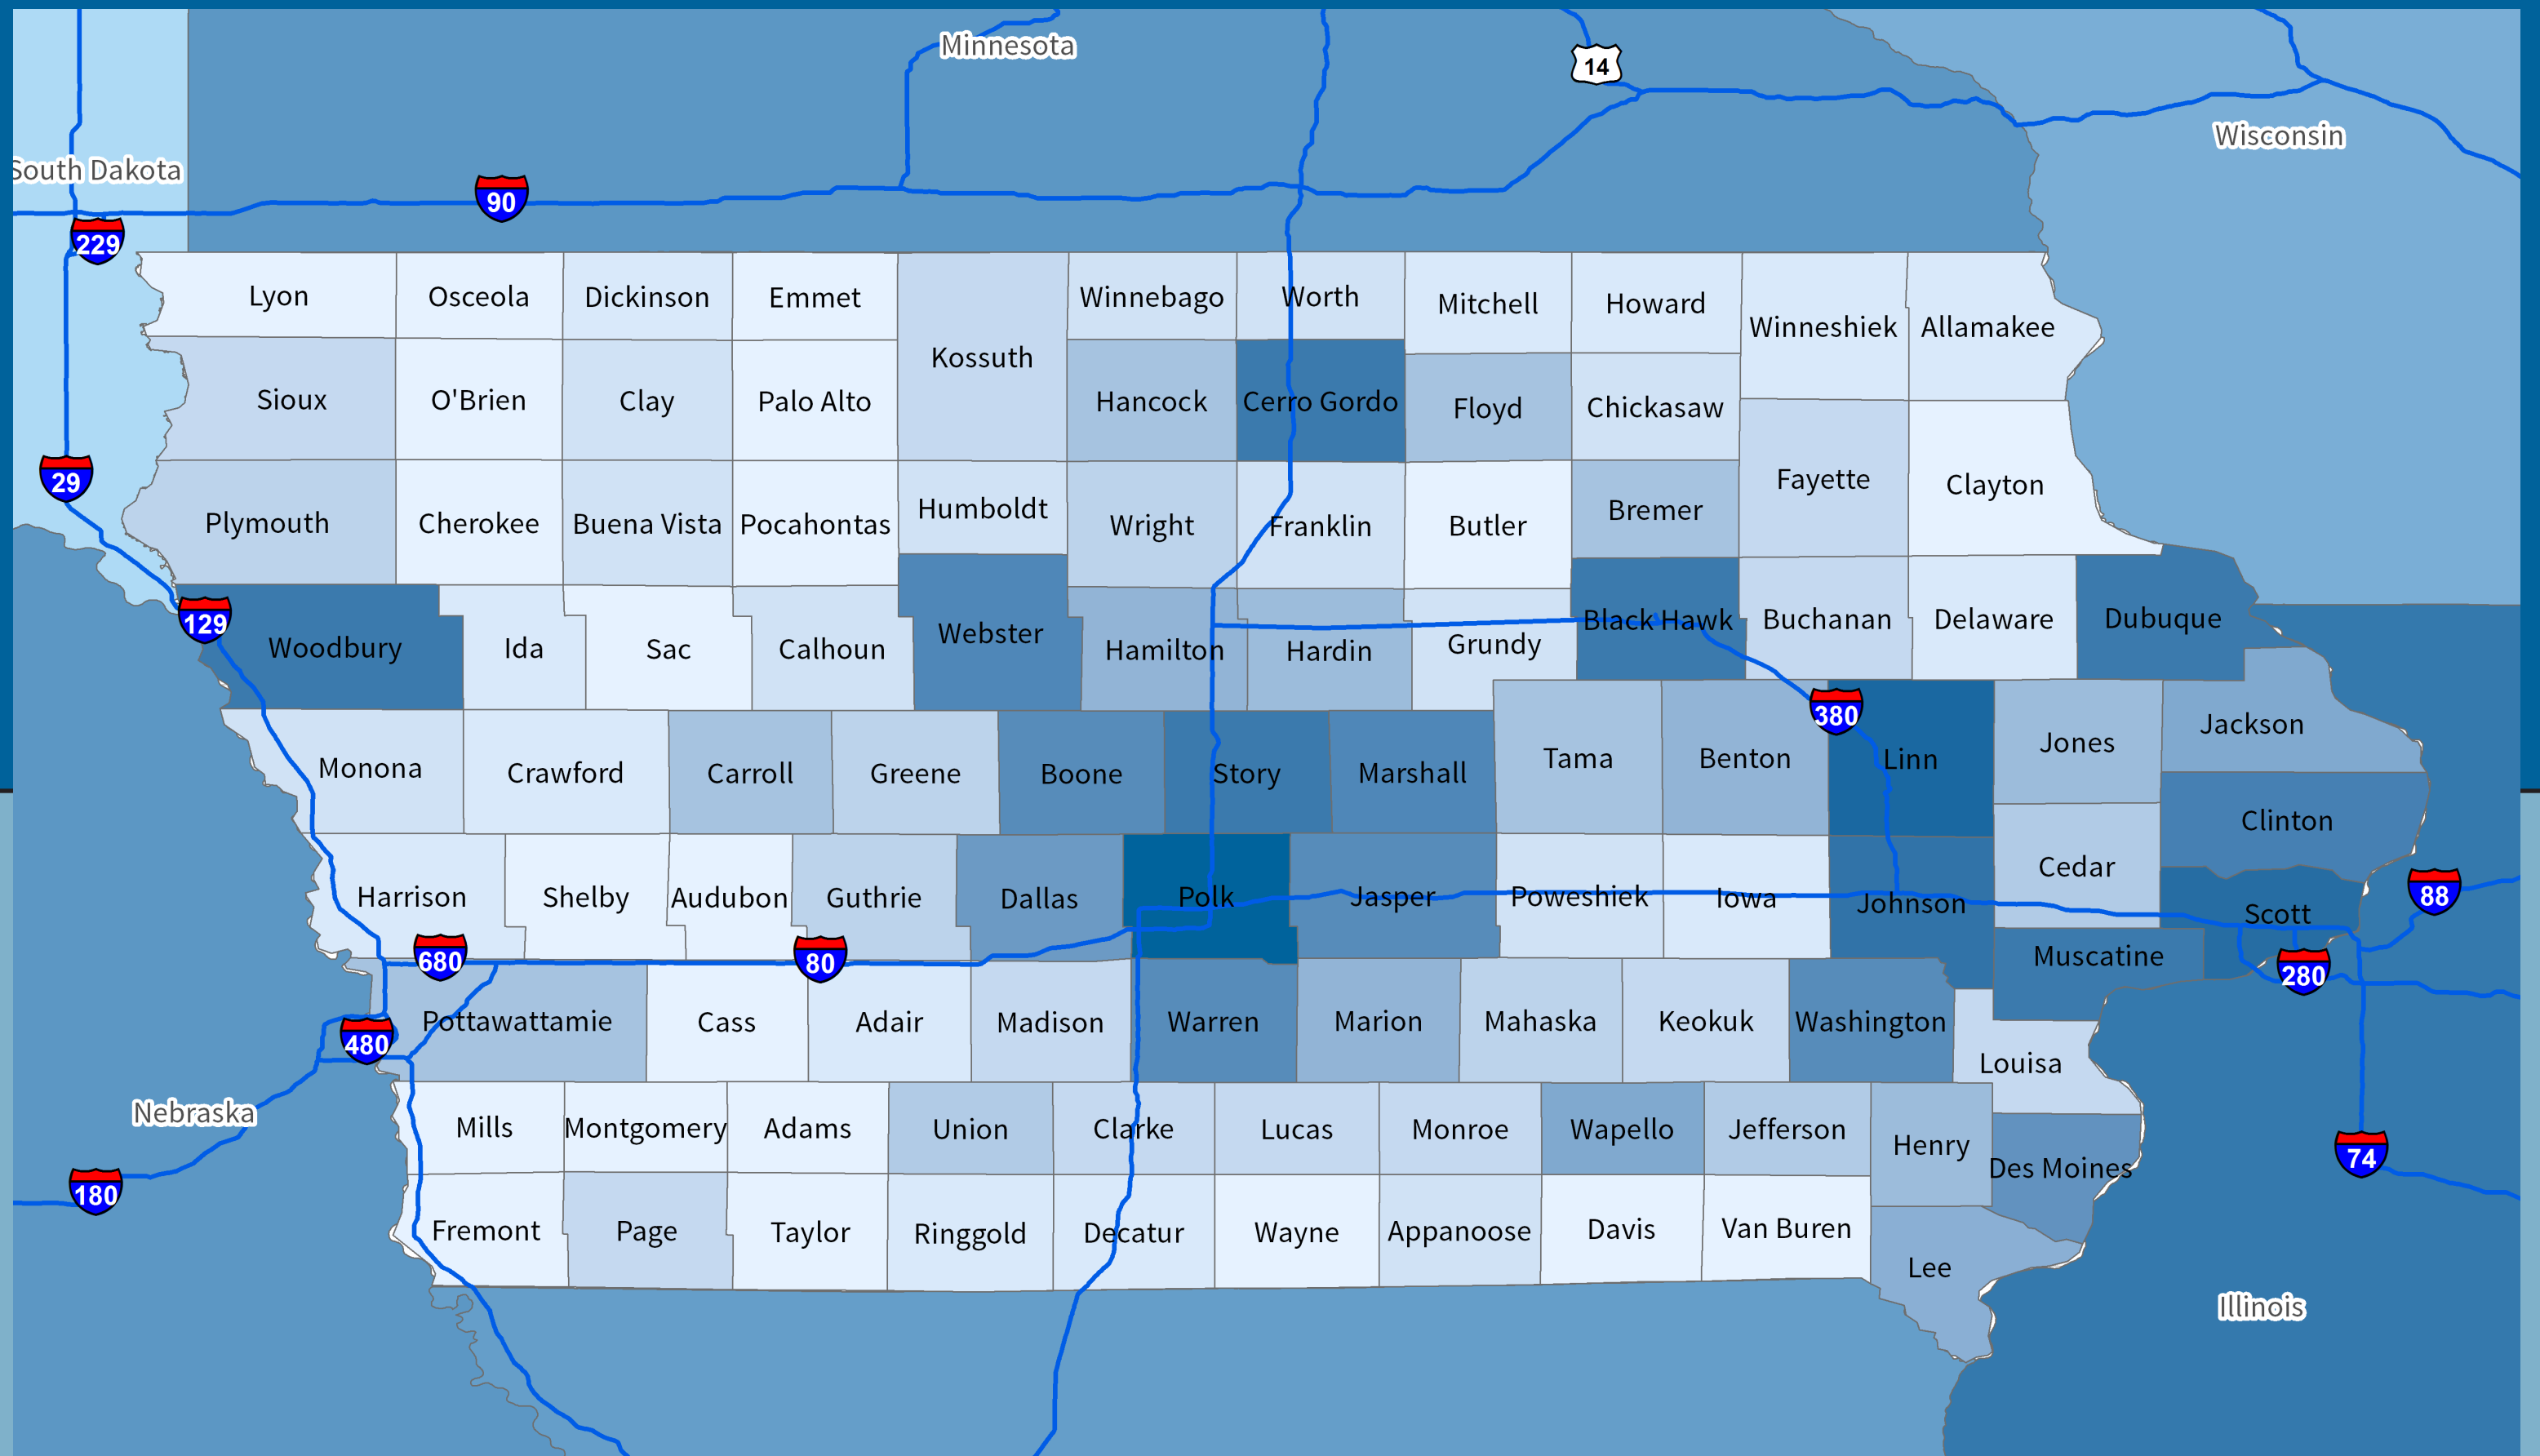 Minnesota
14
Wisconsin
South Dakota
90
229
Lyon
Osceola
Dickinson
Emmet
Kossuth
Winnebago
Worth
Mitchell
Howard
Winneshiek
Allamakee
Sioux
O'Brien
Clay
Palo Alto
Hancock
Cerro Gordo
Floyd
Chickasaw
29
Fayette
Clayton
Plymouth
Cherokee
Buena Vista
Pocahontas
Humboldt
Wright
Franklin
Butler
Bremer
129
Woodbury
Ida
Sac
Calhoun
Webster
Hamilton
Hardin
Grundy
Black Hawk
Buchanan
Delaware
Dubuque
380
Monona
Crawford
Carroll
Greene
Boone
Story
Marshall
Tama
Benton
Linn
Jones
Jackson
Clinton
Harrison
Shelby
Audubon
Guthrie
Dallas
Polk
Jasper
Poweshiek
Iowa
Johnson
Cedar
Scott
88
680
80
Muscatine
280
480
Pottawattamie
Cass
Adair
Madison
Warren
Marion
Mahaska
Keokuk
Washington
Louisa
Nebraska
Mills
Montgomery
Adams
Union
Clarke
Lucas
Monroe
Wapello
Jefferson
Henry
Des Moines
74
180
Fremont
Page
Taylor
Ringgold
Decatur
Wayne
Appanoose
Davis
Van Buren
Lee
Illinois